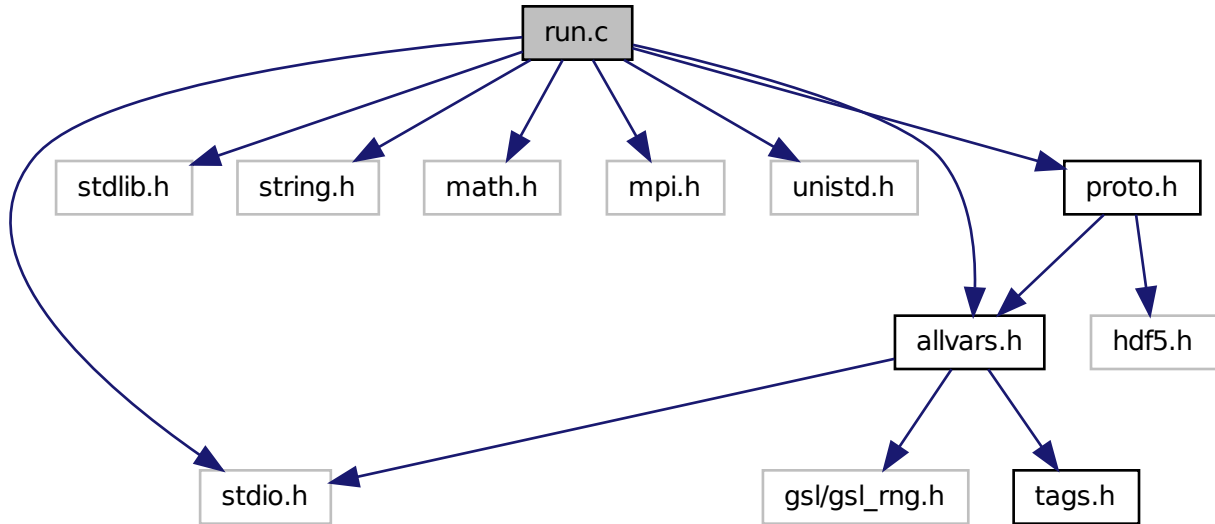 run.c
stdlib.h
string.h
math.h
mpi.h
unistd.h
proto.h
allvars.h
hdf5.h
stdio.h
gsl/gsl_rng.h
tags.h